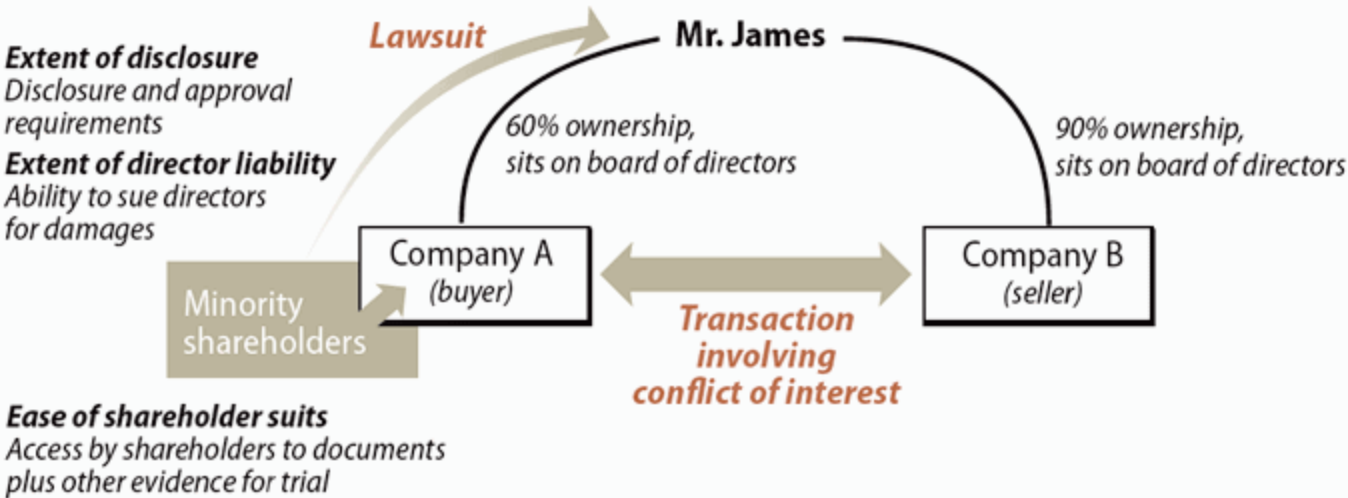 Lawsuit
Mr. James
Extent of disclosure
Disclosure and approval
requirements
Extent of director liability
Ability to sue directors
for damages
60% ownership,
sits on board of directors
90% ownership,
sits on board of directors
Company A
(buyer)
Company B
(seller)
Minority
shareholders
Transaction
involving
conflict of interest
Ease of shareholder suits
Access by shareholders to documents
plus other evidence for trial